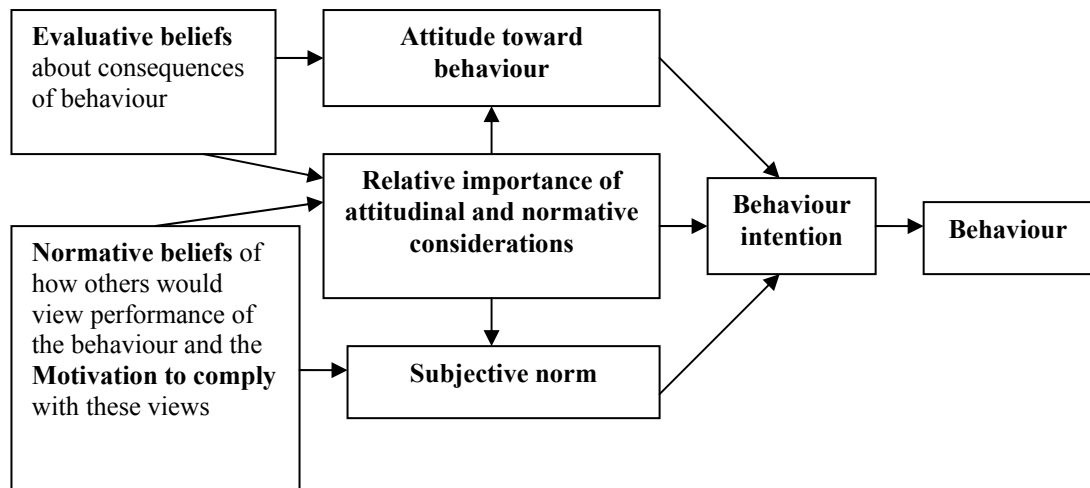 Evaluative beliefs
about consequences
of behaviour
Attitude toward
behaviour
Relative importance of
attitudinal and normative
considerations
Behaviour
intention
Behaviour
Normative beliefs of
how others would
view performance of
the behaviour and the
Motivation to comply
with these views
Subjective norm